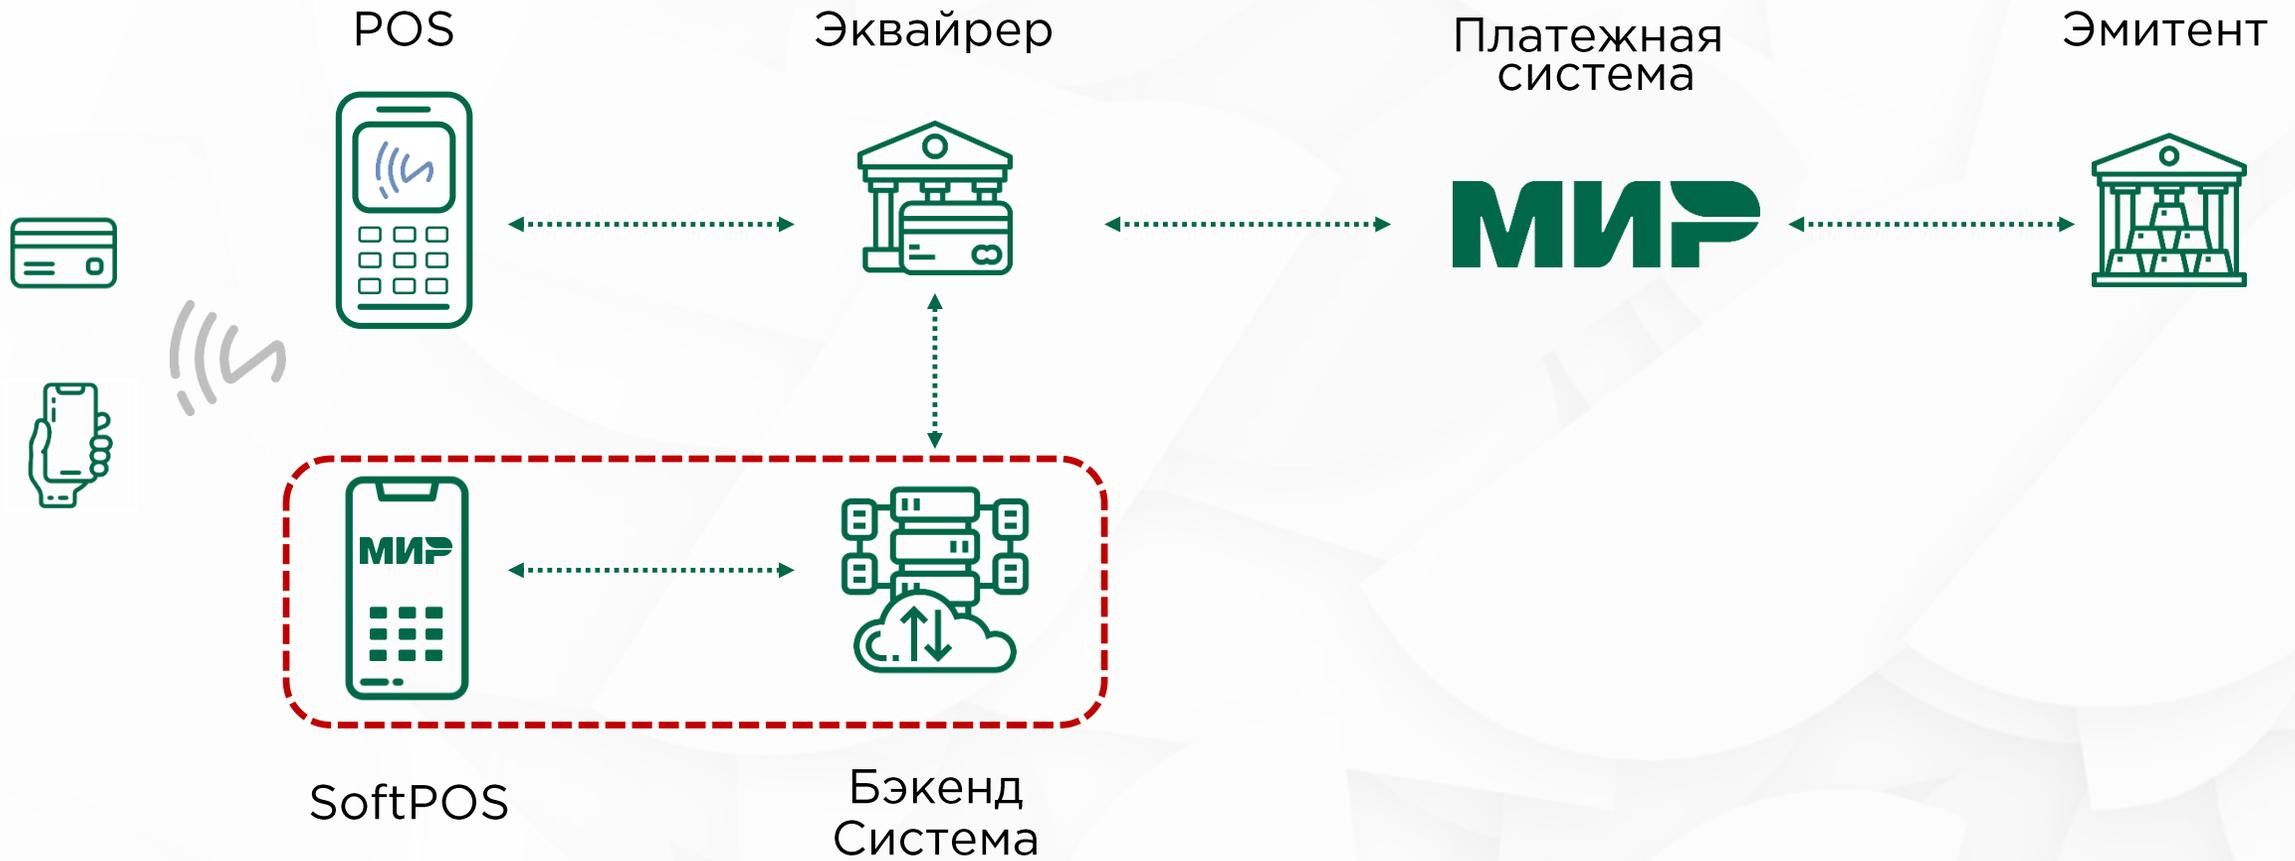 POS
Эквайрер
Платежная
система
Эмитент
МИР
МИР
SoftPOS
Бэкенд
Система